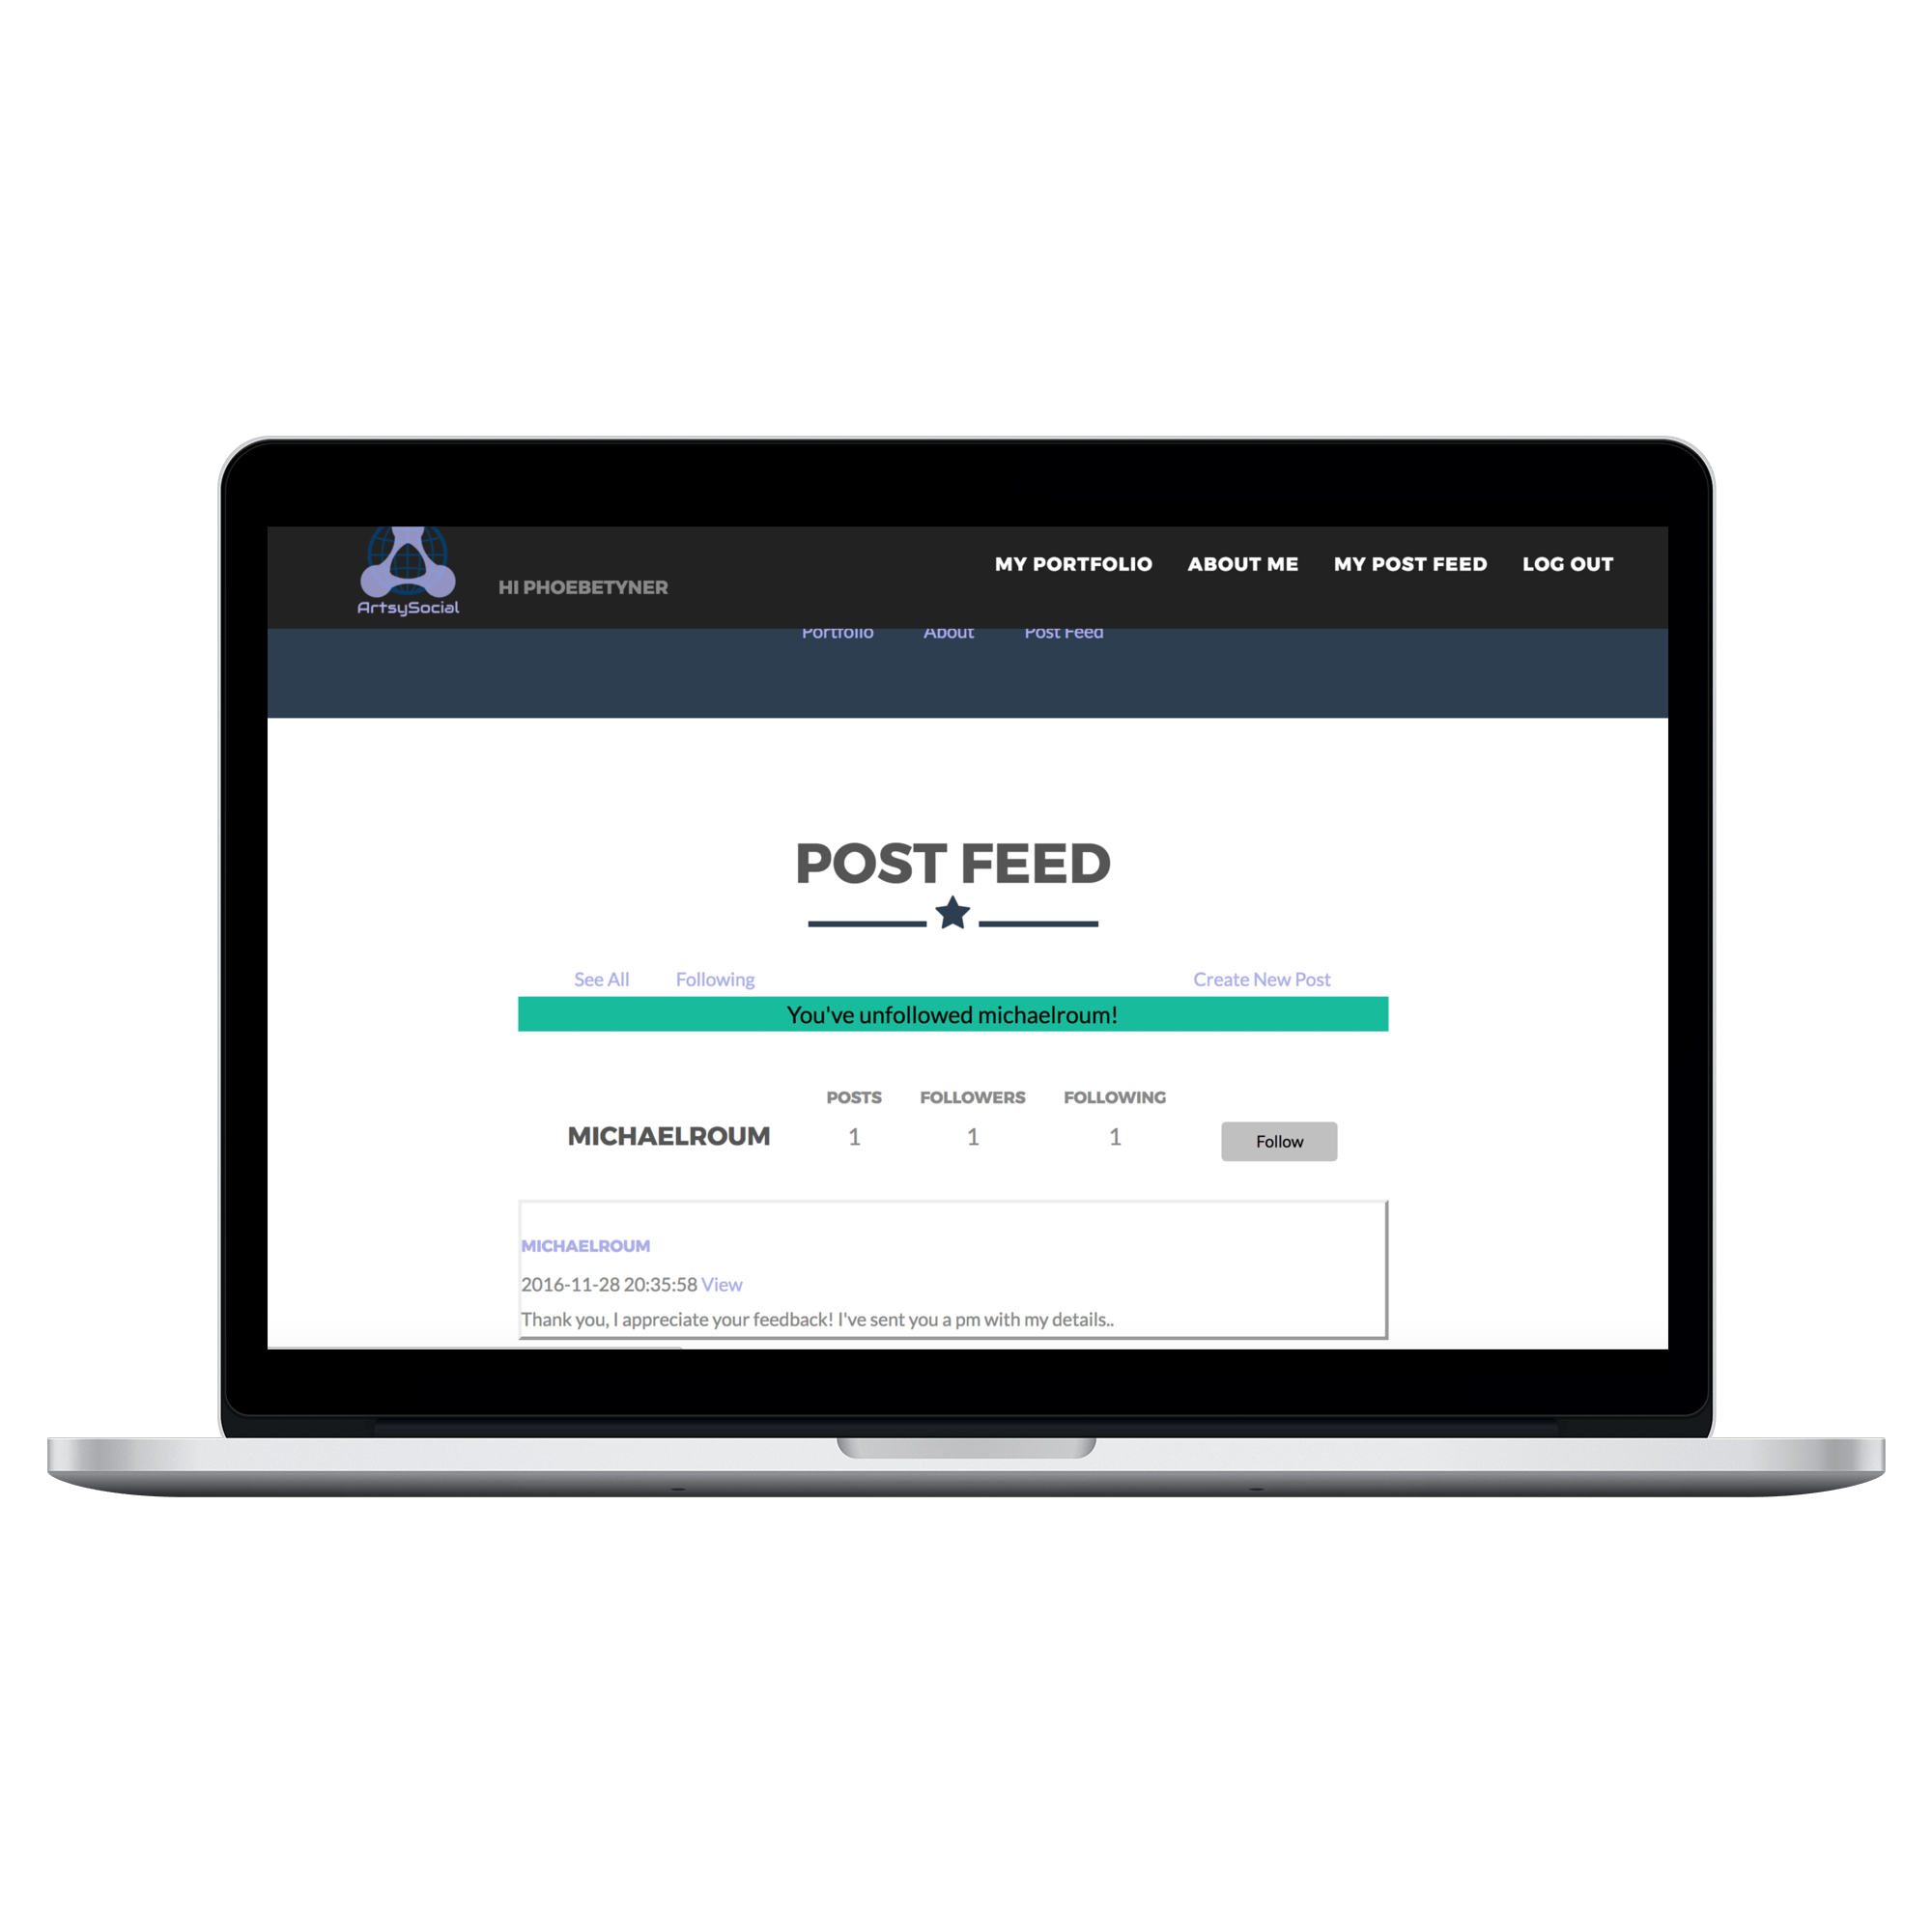 MY PORTFOLIO ABOUT ME MY POST FEED LOG OUT
HI PHOEBETYNER
ArtsySocial
Portfolio About Post Feed
POST FEED
See All Following Create New Post
You've unfollowed michaelroum!
POSTS FOLLOWERS FOLLOWING
MICHAELROUM 1 1 1 Follow
MICHAELROUM
2016-11-28 20:35:58 View
Thank you, I appreciate your feedback! I've sent you a pm with my details..